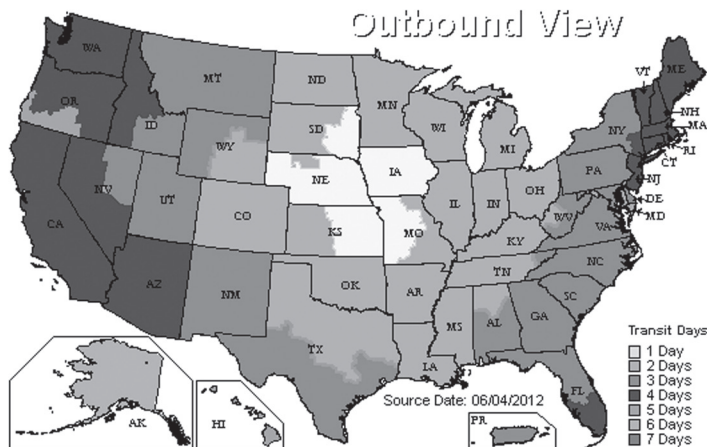 Outbound View
WA
OR
ID
MT
ND
MN
WI
MI
SD
WY
NE
IA
NV
UT
CO
KS
MO
IL
IN
OH
KY
TN
CA
AZ
NM
OK
AR
TX
LA
MS
AL
GA
SC
NC
VA
WV
PA
NY
VT
ME
NH
MA
RI
CT
NJ
DE
MD
FL
AK
HI
PR
Source Date: 06/04/2012
Transit Days
1 Day
2 Days
3 Days
4 Days
5 Days
6 Days
7 Days